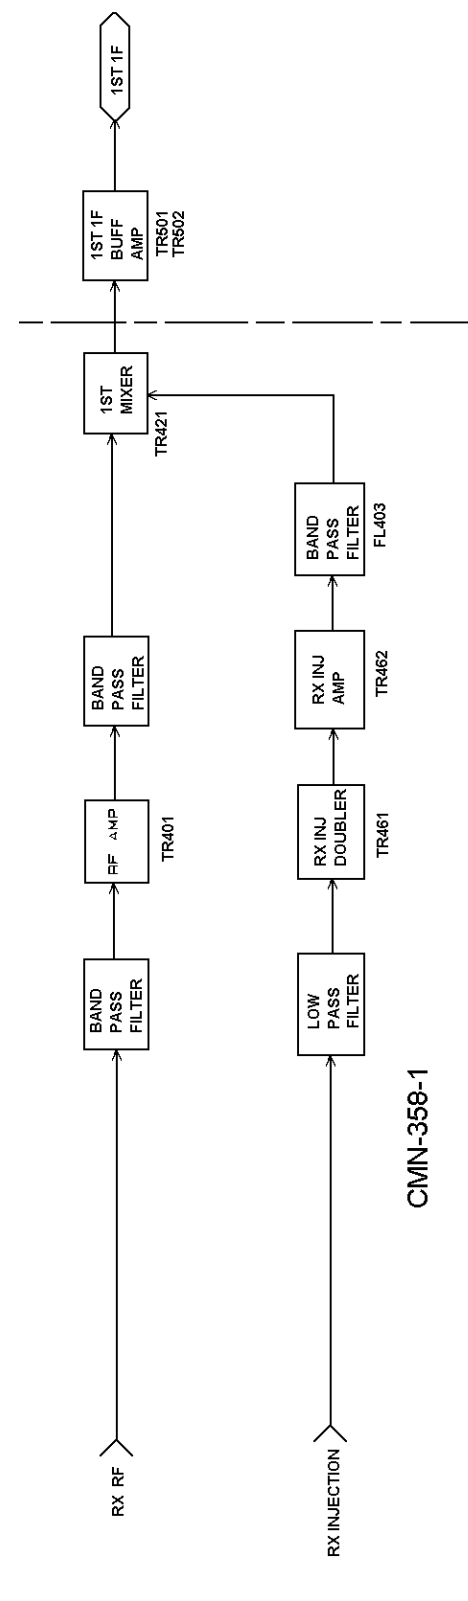 RX RF
BAND
PASS
FILTER
RF AMP
TR401
BAND
PASS
FILTER
1ST
MIXER
TR421
1ST 1F
BUFF
AMP
TR501
TR502
1ST 1F
RX INJECTION
LOW
PASS
FILTER
RX INJ
DOUBLER
TR461
RX INJ
AMP
TR462
BAND
PASS
FILTER
FL403
CMN-358-1